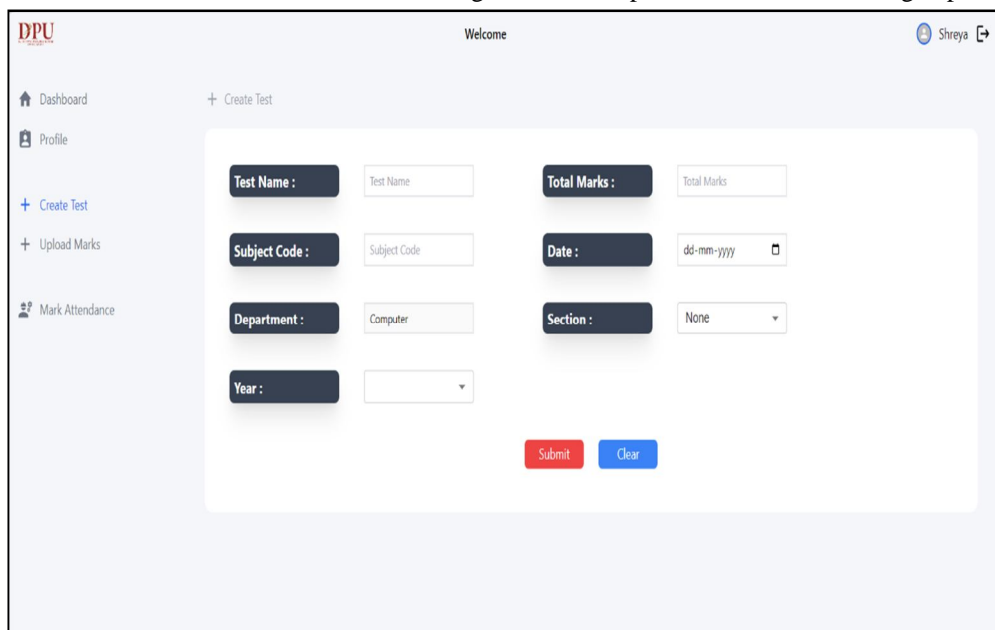 DPU
Welcome
Shreya
Dashboard
Create Test
Profile
Test Name :
Test Name
Total Marks :
Total Marks
Create Test
Upload Marks
Subject Code :
Subject Code
Date :
dd-mm-yyyy
Mark Attendance
Department :
Computer
Section :
None
Year :
Submit
Clear